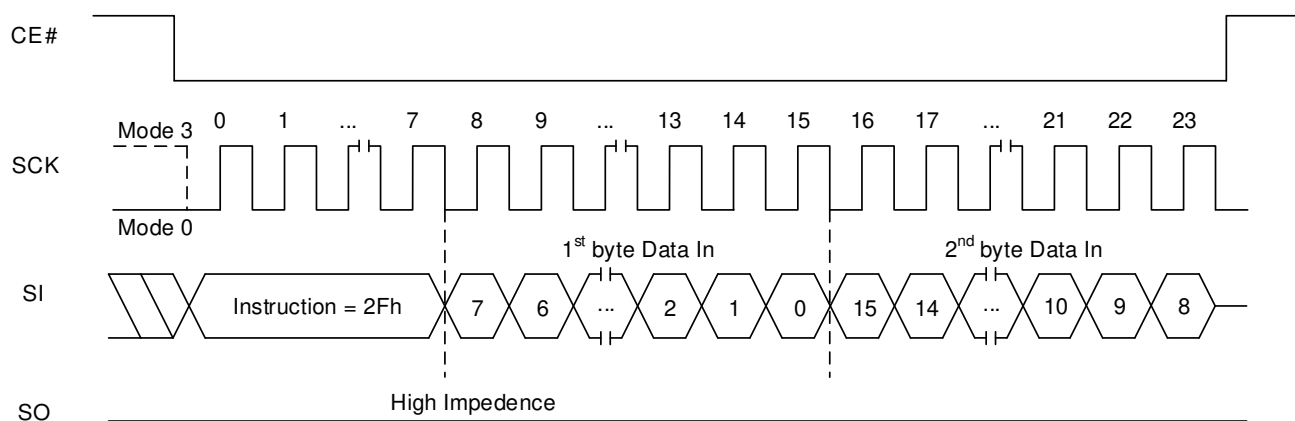 CE#
0 1 ... 7 8 9 ... 13 14 15 16 17 ... 21 22 23
Mode 3
SCK
Mode 0
1st byte Data In 2nd byte Data In
SI Instruction = 2Fh 7 6 ... 2 1 0 15 14 ... 10 9 8
High Impedence
SO